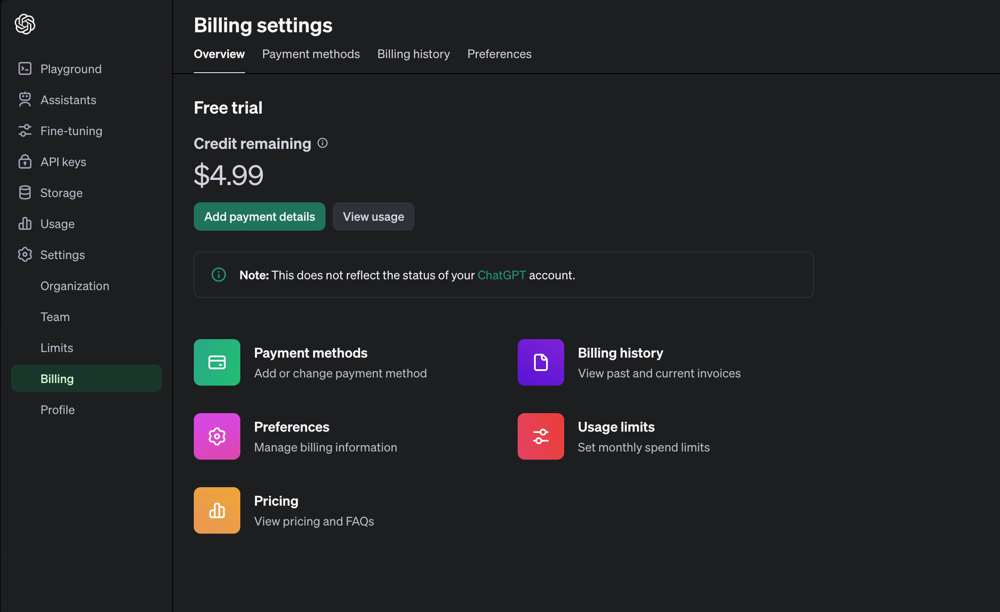 Playground
Assistants
Fine-tuning
API keys
Storage
Usage
Settings
Organization
Team
Limits
Billing
Profile
Billing settings
Overview Payment methods Billing history Preferences
Free trial
Credit remaining
$4.99
Add payment details View usage
Note: This does not reflect the status of your ChatGPT account.
Payment methods
Add or change payment method
Billing history
View past and current invoices
Preferences
Manage billing information
Usage limits
Set monthly spend limits
Pricing
View pricing and FAQs